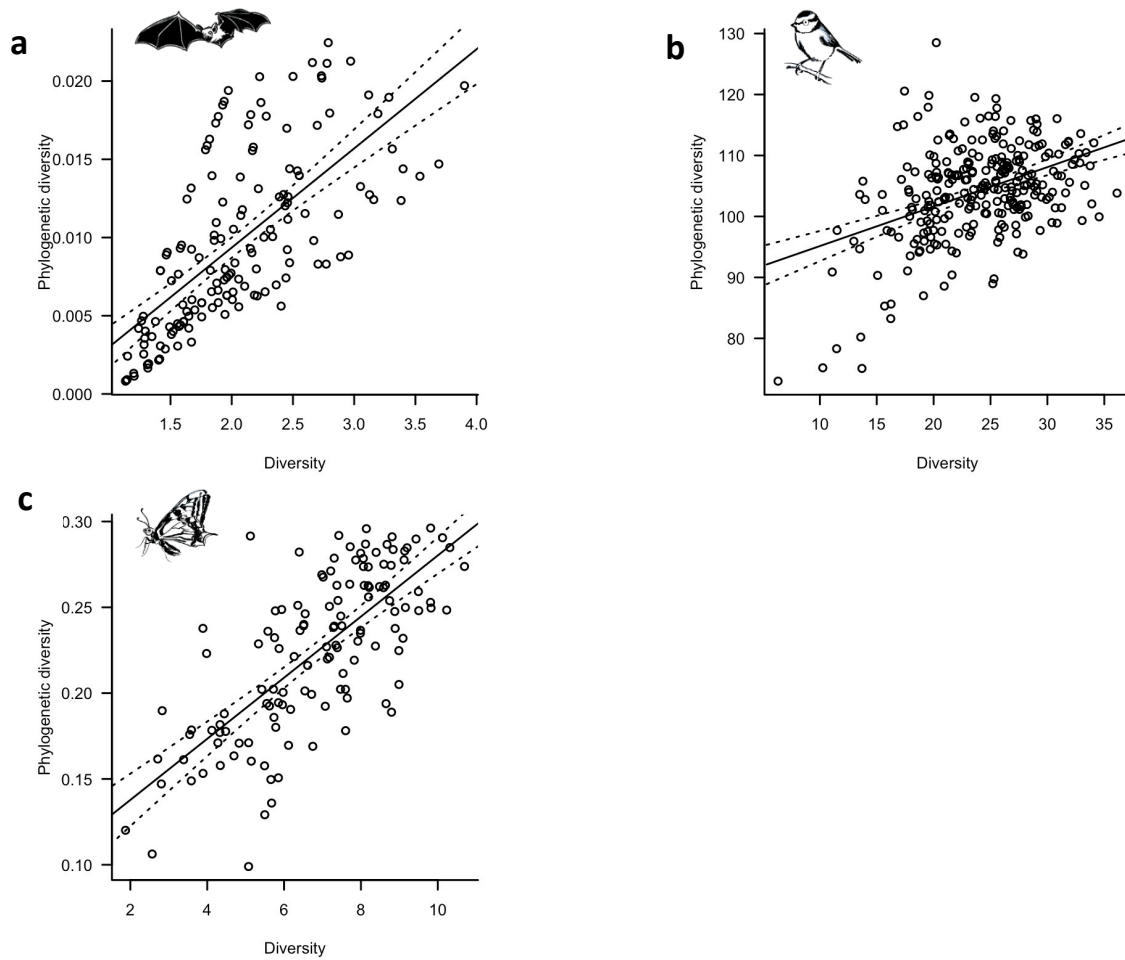 a
Phylogenetic diversity
0.020
0.015
0.010
0.005
0.000
1.5 2.0 2.5 3.0 3.5 4.0
Diversity
b
Phylogenetic diversity
130
120
110
100
90
80
10 15 20 25 30 35
Diversity
c
Phylogenetic diversity
0.30
0.25
0.20
0.15
0.10
2 4 6 8 10
Diversity